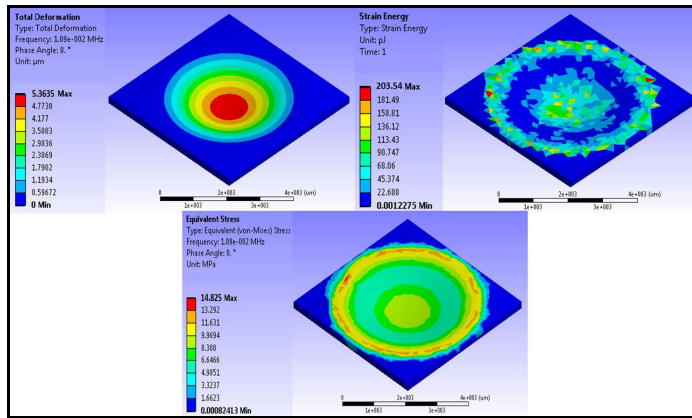 Total Deformation
Type: Total Deformation
Frequency: 1.09e-002 MHz
Phase Angle: 0. °
Unit: µm
5.3635 Max
4.7738
4.177
3.5803
2.9836
2.3869
1.7902
1.1934
0.59672
0 Min
0
2e+003
4e+003 (um)
1e+003
3e+003
Strain Energy
Type: Strain Energy
Unit: pJ
Time: 1
203.54 Max
181.49
158.81
136.12
113.43
90.747
68.06
45.374
22.688
0.0012275 Min
0
2e+003
4e+003 (um)
1e+003
3e+003
Equivalent Stress
Type: Equivalent (von-Mises) Stress
Frequency: 1.09e-002 MHz
Phase Angle: 0. °
Unit: MPa
14.825 Max
13.292
11.631
9.9694
8.308
6.6466
4.9851
3.3237
1.6623
0.00082413 Min
0
2e+003
4e+003 (um)
1e+003
3e+003